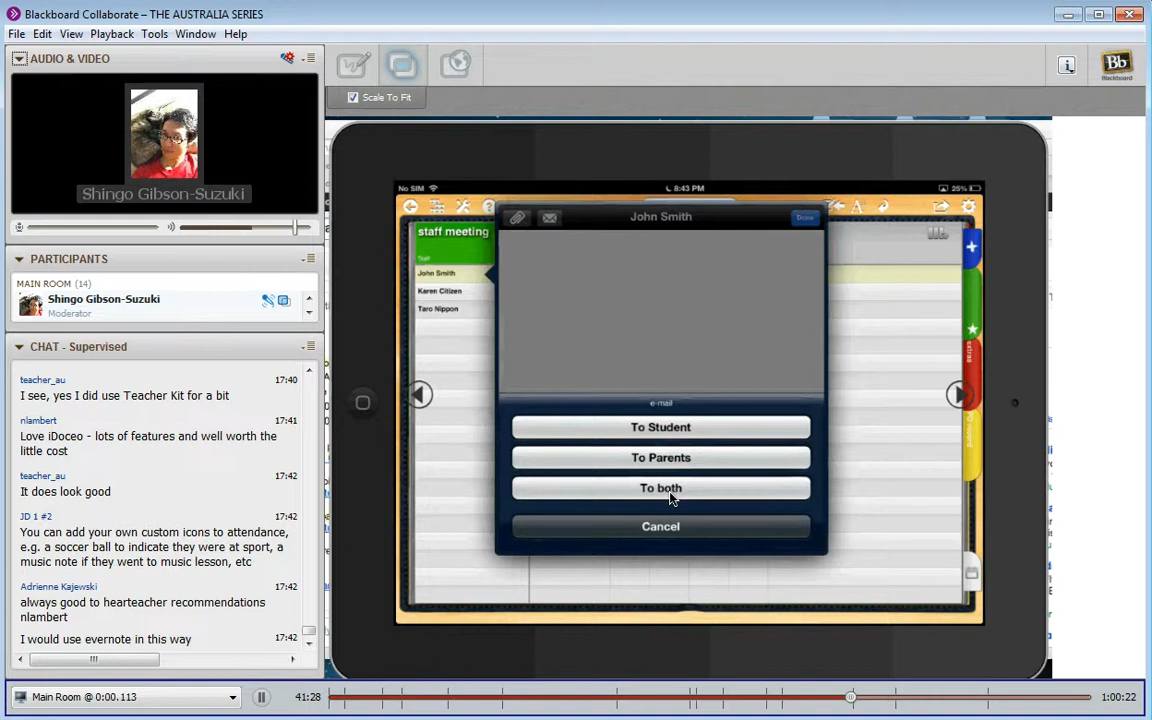 Blackboard Collaborate – THE AUSTRALIA SERIES
File Edit View Playback Tools Window Help
AUDIO & VIDEO
Shingo Gibson-Suzuki
PARTICIPANTS
MAIN ROOM (14)
Shingo Gibson-Suzuki
Moderator
CHAT - Supervised
teacher_au 17:40
I see, yes I did use Teacher Kit for a bit
nlambert 17:41
Love iDoceo - lots of features and well worth the
little cost
teacher_au 17:42
It does look good
JD 1 #2 17:42
You can add your own custom icons to attendance,
e.g. a soccer ball to indicate they were at sport, a
music note if they went to music lesson, etc
Adrienne Kajewski 17:42
always good to hearteacher recommendations
nlambert
I would use evernote in this way 17:42
Main Room @ 0:00.113
41:28
1:00:22
Scale To Fit
Bb
Blackboard
No SIM 8:43 PM 25%
John Smith
Done
staff meeting
Staff
John Smith
Karen Citizen
Taro Nippon
e-mail
To Student
To Parents
To both
Cancel
A
extras
PD record